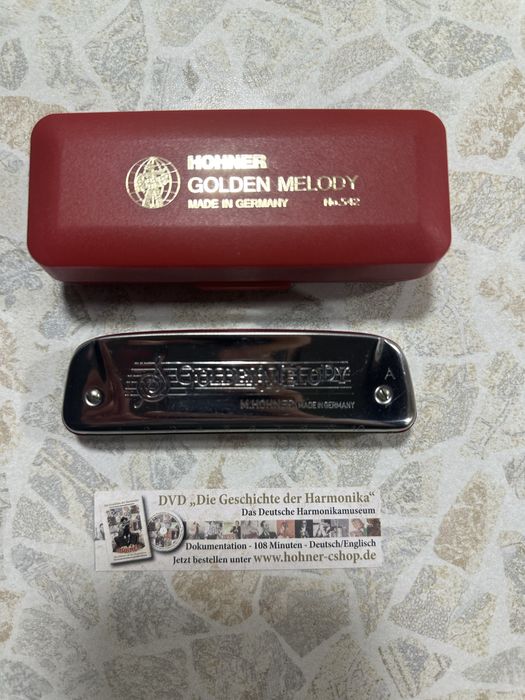 HOHNER
GOLDEN MELODY
MADE IN GERMANY No.542
GOLDEN MELODY
A
M.HOHNER MADE IN GERMANY
DVD „Die Geschichte der Harmonika“
Das Deutsche Harmonikamuseum
Dokumentation - 108 Minuten - Deutsch/Englisch
Jetzt bestellen unter www.hohner-cshop.de